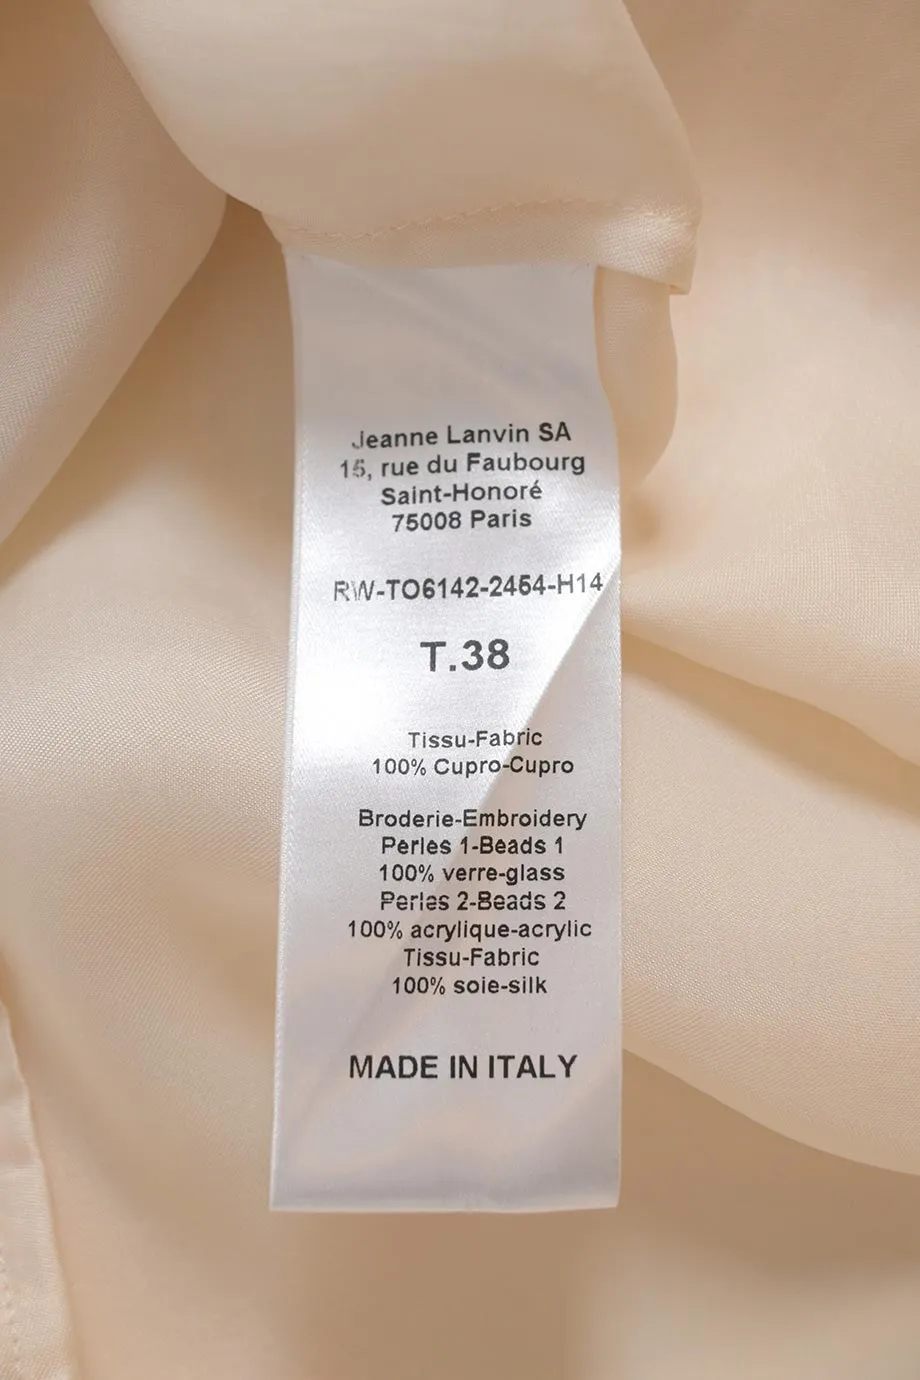 Jeanne Lanvin SA
15, rue du Faubourg
Saint-Honoré
75008 Paris
RW-TO6142-2464-H14
T.38
Tissu-Fabric
100% Cupro-Cupro
Broderie-Embroidery
Perles 1-Beads 1
100% verre-glass
Perles 2-Beads 2
100% acrylique-acrylic
Tissu-Fabric
100% soie-silk
MADE IN ITALY